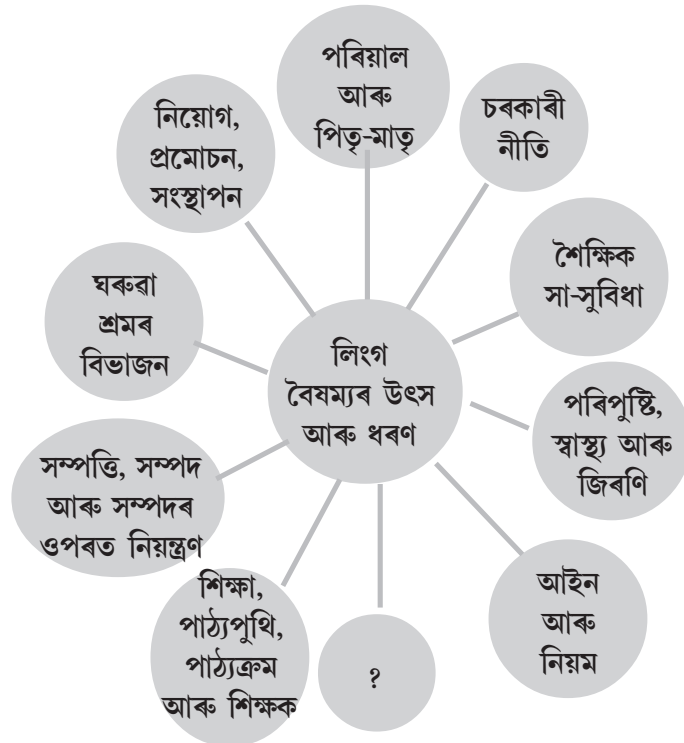 পৰিয়াল
আৰু
পিতৃ-মাতৃ
চৰকাৰী
নীতি
শৈক্ষিক
সা-সুবিধা
পৰিপুষ্টি,
স্বাস্থ্য আৰু
জিৰণি
আইন
আৰু
নিয়ম
?
শিক্ষা,
পাঠ্যপুথি,
পাঠ্যক্ৰম
আৰু শিক্ষক
সম্পত্তি, সম্পদ
আৰু সম্পদৰ
ওপৰত নিয়ন্ত্ৰণ
ঘৰুৱা
শ্ৰমৰ
বিভাজন
নিয়োগ,
প্ৰমোচন,
সংস্থাপন
লিংগ
বৈষম্যৰ উৎস
আৰু ধৰণ